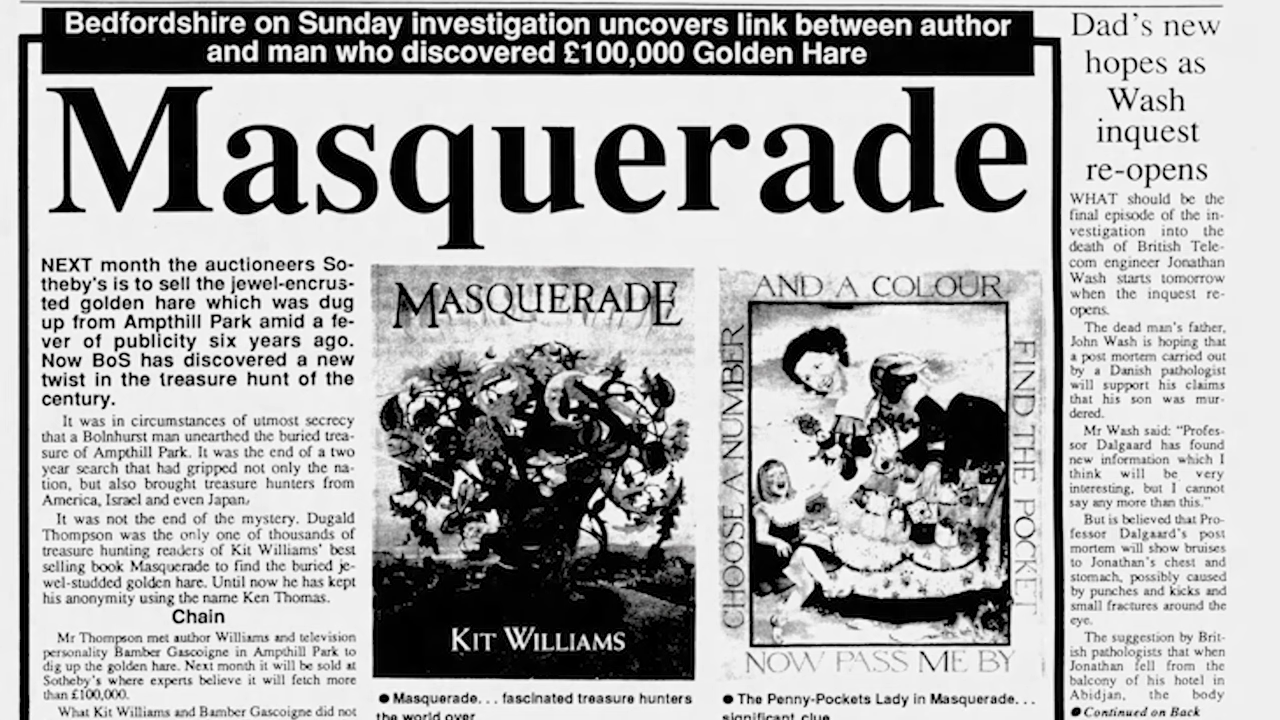 Bedfordshire on Sunday investigation uncovers link between author
and man who discovered £100,000 Golden Hare
Masquerade
NEXT month the auctioneers So-
theby's is to sell the jewel-encrus-
ted golden hare which was dug
up from Ampthill Park amid a fe-
ver of publicity six years ago.
Now BoS has discovered a new
twist in the treasure hunt of the
century.
It was in circumstances of utmost secrecy
that a Bolnhurst man unearthed the buried trea-
sure of Ampthill Park. It was the end of a two
year search that had gripped not only the na-
tion, but also brought treasure hunters from
America, Israel and even Japan.
It was not the end of the mystery. Dugald
Thompson was the only one of thousands of
treasure hunting readers of Kit Williams' best
selling book Masquerade to find the buried je-
wel-studded golden hare. Until now he has kept
his anonymity using the name Ken Thomas.
Chain
Mr Thompson met author Williams and television
personality Bamber Gascoigne in Ampthill Park to
dig up the golden hare. Next month it will be sold at
Sotheby's where experts believe it will fetch more
than £100,000.
What Kit Williams and Bamber Gascoigne did not
MASQUERADE
KIT WILLIAMS
● Masquerade. . . fascinated treasure hunters
the world over
AND A COLOUR
CHOOSE A NUMBER
FIND THE POCKET
NOW PASS ME BY
● The Penny-Pockets Lady in Masquerade. . .
significant clue
Dad's new
hopes as
Wash
inquest
re-opens
WHAT should be the
final episode of the in-
vestigation into the
death of British Tele-
com engineer Jonathan
Wash starts tomorrow
when the inquest re-
opens.
The dead man's father,
John Wash is hoping that
a post mortem carried out
by a Danish pathologist
will support his claims
that his son was mur-
dered.
Mr Wash said: “Profes-
sor Dalgaard has found
new information which I
think will be very
interesting, but I cannot
say any more than this.”
But is believed that Pro-
fessor Dalgaard's post
mortem will show bruises
to Jonathan's chest and
stomach, possibly caused
by punches and kicks and
small fractures around the
eye.
The suggestion by Brit-
ish pathologists that when
Jonathan fell from the
balcony of his hotel in
Abidjan, the body
● Continued on Back